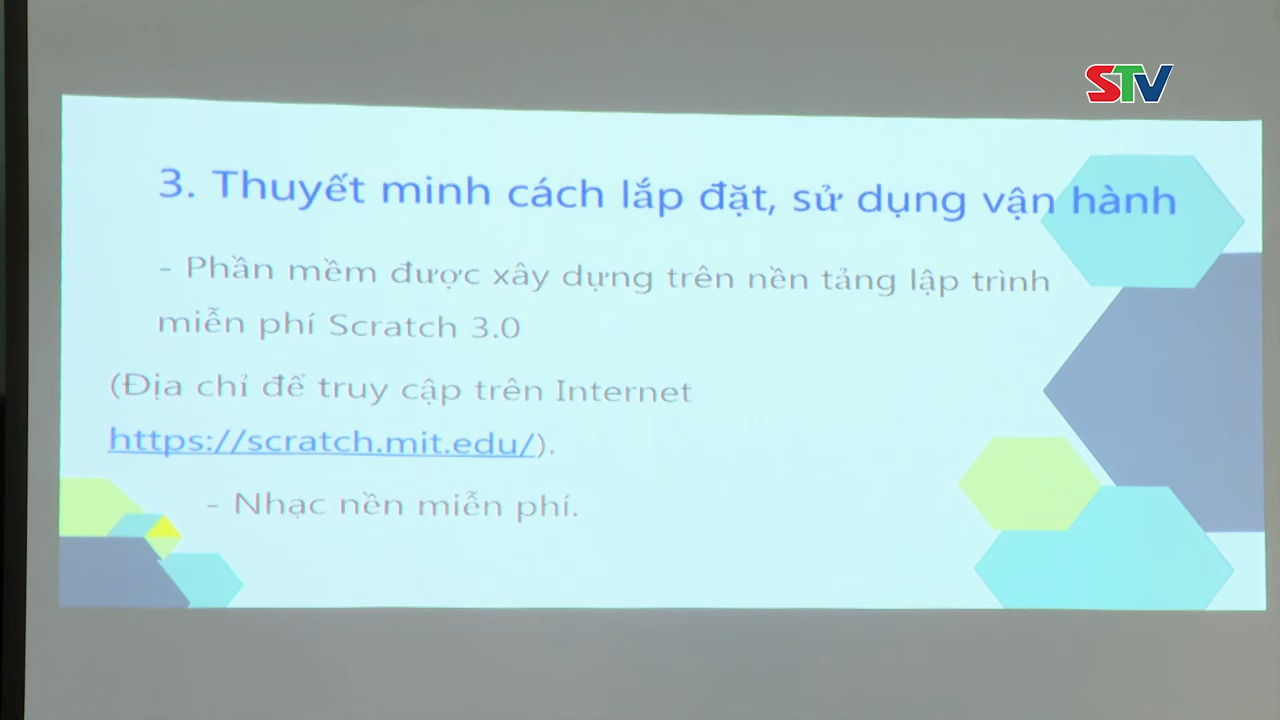 STV
3. Thuyết minh cách lắp đặt, sử dụng vận hành
- Phần mềm được xây dựng trên nền tảng lập trình
miễn phí Scratch 3.0
(Địa chỉ để truy cập trên Internet
https://scratch.mit.edu/).
- Nhạc nền miễn phí.